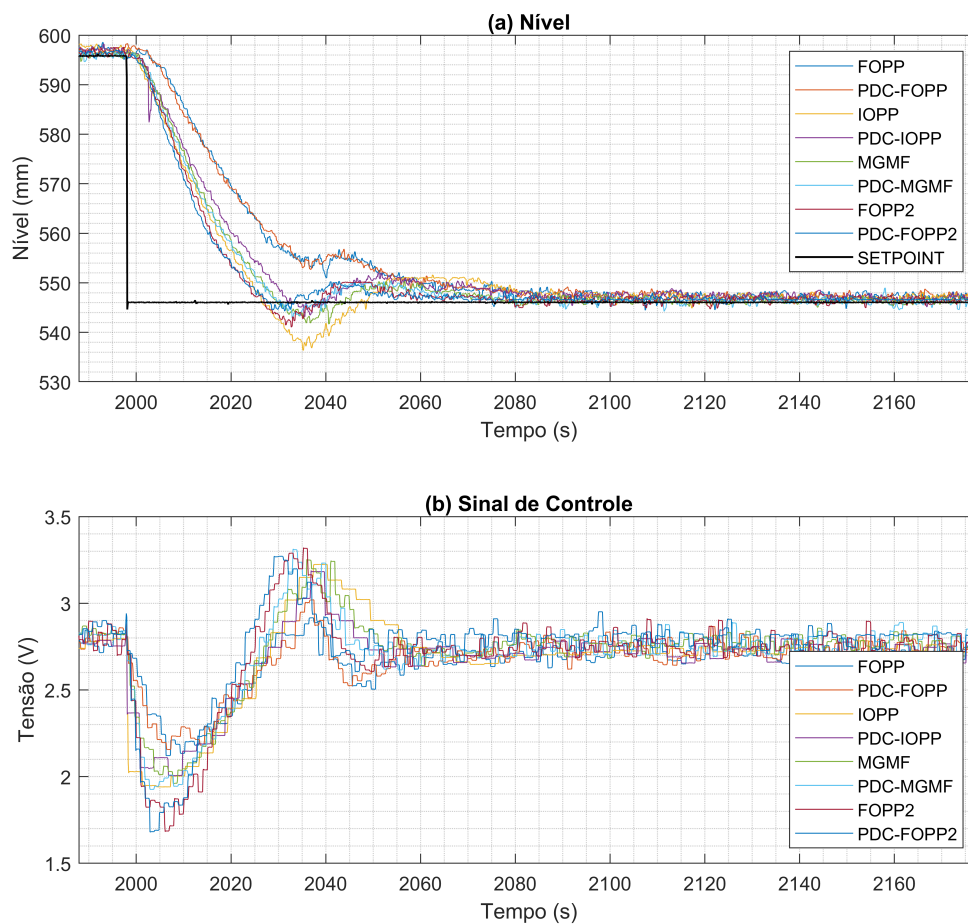 (a) Nível
600
590
580
570
560
550
540
530
Nível (mm)
2000 2020 2040 2060 2080 2100 2120 2140 2160
Tempo (s)
FOPP
PDC-FOPP
IOPP
PDC-IOPP
MGMF
PDC-MGMF
FOPP2
PDC-FOPP2
SETPOINT
(b) Sinal de Controle
3.5
3
2.5
2
1.5
Tensão (V)
2000 2020 2040 2060 2080 2100 2120 2140 2160
Tempo (s)
FOPP
PDC-FOPP
IOPP
PDC-IOPP
MGMF
PDC-MGMF
FOPP2
PDC-FOPP2